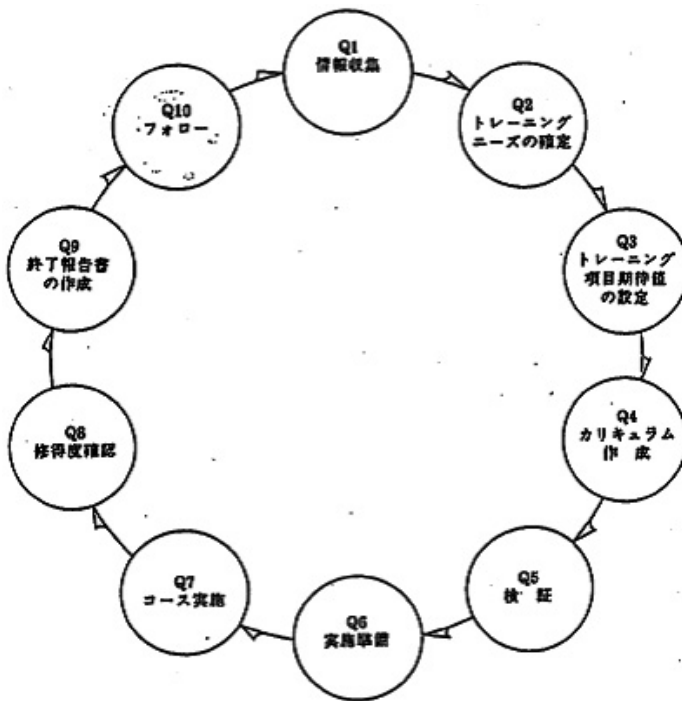 Q1
情報収集
Q2
トレーニング
ニーズの確定
Q3
トレーニング
項目期待値
の設定
Q4
カリキュラム
作　成
Q5
検　証
Q6
実施準備
Q7
コース実施
Q8
修得度確認
Q9
終了報告書
の作成
Q10
フォロー